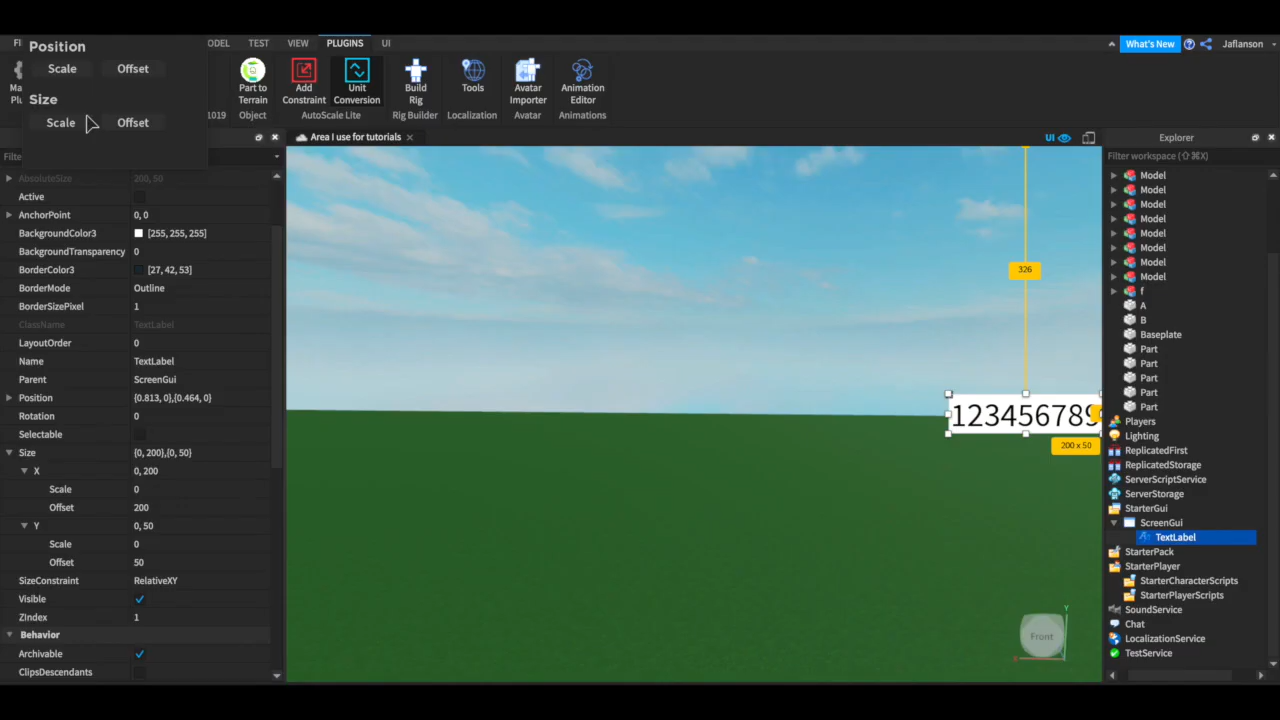 Position
FI
ODEL
TEST
VIEW
PLUGINS
UI
What's New
Jaflanson
Scale
Offset
Size
Scale
Offset
Part to
Terrain
Add
Constraint
Unit
Conversion
Build
Rig
Tools
Avatar
Importer
Animation
Editor
1019
Object
AutoScale Lite
Rig Builder
Localization
Avatar
Animations
Area I use for tutorials
UI
Explorer
Filter workspace (⇧⌘X)
AbsoluteSize 200, 50
Active
AnchorPoint 0, 0
BackgroundColor3 [255, 255, 255]
BackgroundTransparency 0
BorderColor3 [27, 42, 53]
BorderMode Outline
BorderSizePixel 1
ClassName TextLabel
LayoutOrder 0
Name TextLabel
Parent ScreenGui
Position {0.813, 0},{0.464, 0}
Rotation 0
Selectable
Size {0, 200},{0, 50}
X 0, 200
Scale 0
Offset 200
Y 0, 50
Scale 0
Offset 50
SizeConstraint RelativeXY
Visible
ZIndex 1
Behavior
Archivable
ClipsDescendants
326
123456789
200 x 50
Front
Y
X
Model
Model
Model
Model
Model
Model
Model
Model
f
A
B
Baseplate
Part
Part
Part
Part
Part
Players
Lighting
ReplicatedFirst
ReplicatedStorage
ServerScriptService
ServerStorage
StarterGui
ScreenGui
TextLabel
StarterPack
StarterPlayer
StarterCharacterScripts
StarterPlayerScripts
SoundService
Chat
LocalizationService
TestService